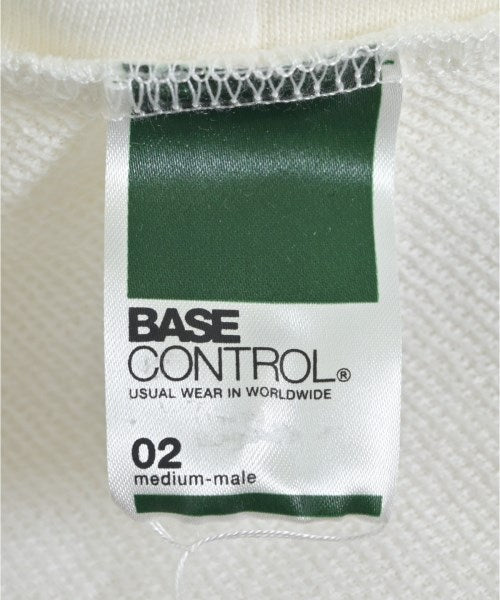 BASE
CONTROL®
USUAL WEAR IN WORLDWIDE
02
medium-male